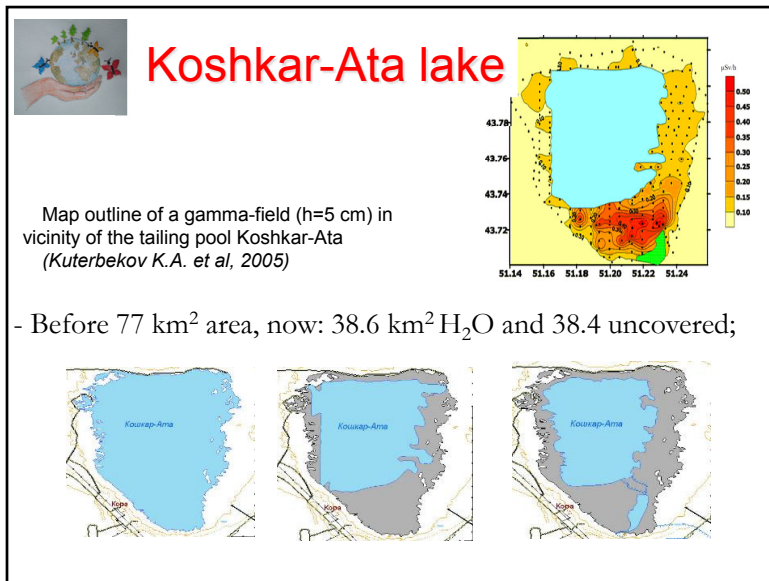 Koshkar-Ata lake
µSv/h
0.50
0.45
0.40
0.35
0.30
0.25
0.20
0.15
0.10
43.78
43.76
43.74
43.72
51.14 51.16 51.18 51.20 51.22 51.24
Map outline of a gamma-field (h=5 cm) in
vicinity of the tailing pool Koshkar-Ata
(Kuterbekov K.A. et al, 2005)
- Before 77 km² area, now: 38.6 km² H₂O and 38.4 uncovered;
Кошкар-Ата
Кора
Кошкар-Ата
Кора
Кошкар-Ата
Кора